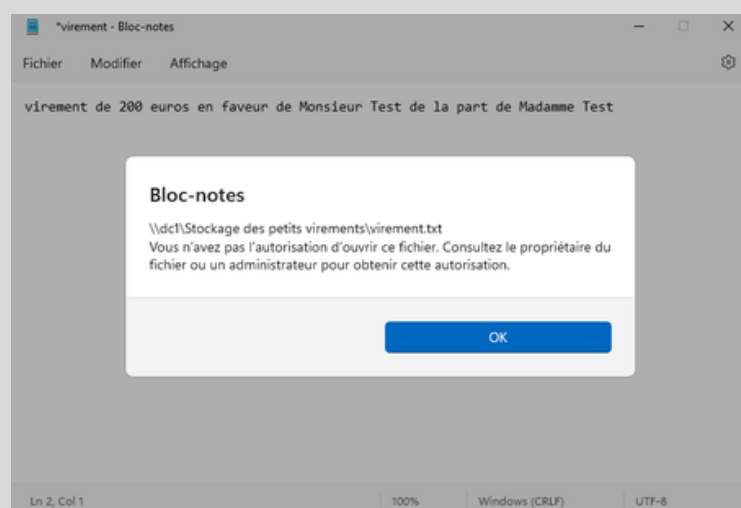 *virement - Bloc-notes
Fichier Modifier Affichage
virement de 200 euros en faveur de Monsieur Test de la part de Madamme Test
Bloc-notes
\\dc1\Stockage des petits virements\virement.txt
Vous n'avez pas l'autorisation d'ouvrir ce fichier. Consultez le propriétaire du
fichier ou un administrateur pour obtenir cette autorisation.
OK
Ln 2, Col 1 100% Windows (CRLF) UTF-8